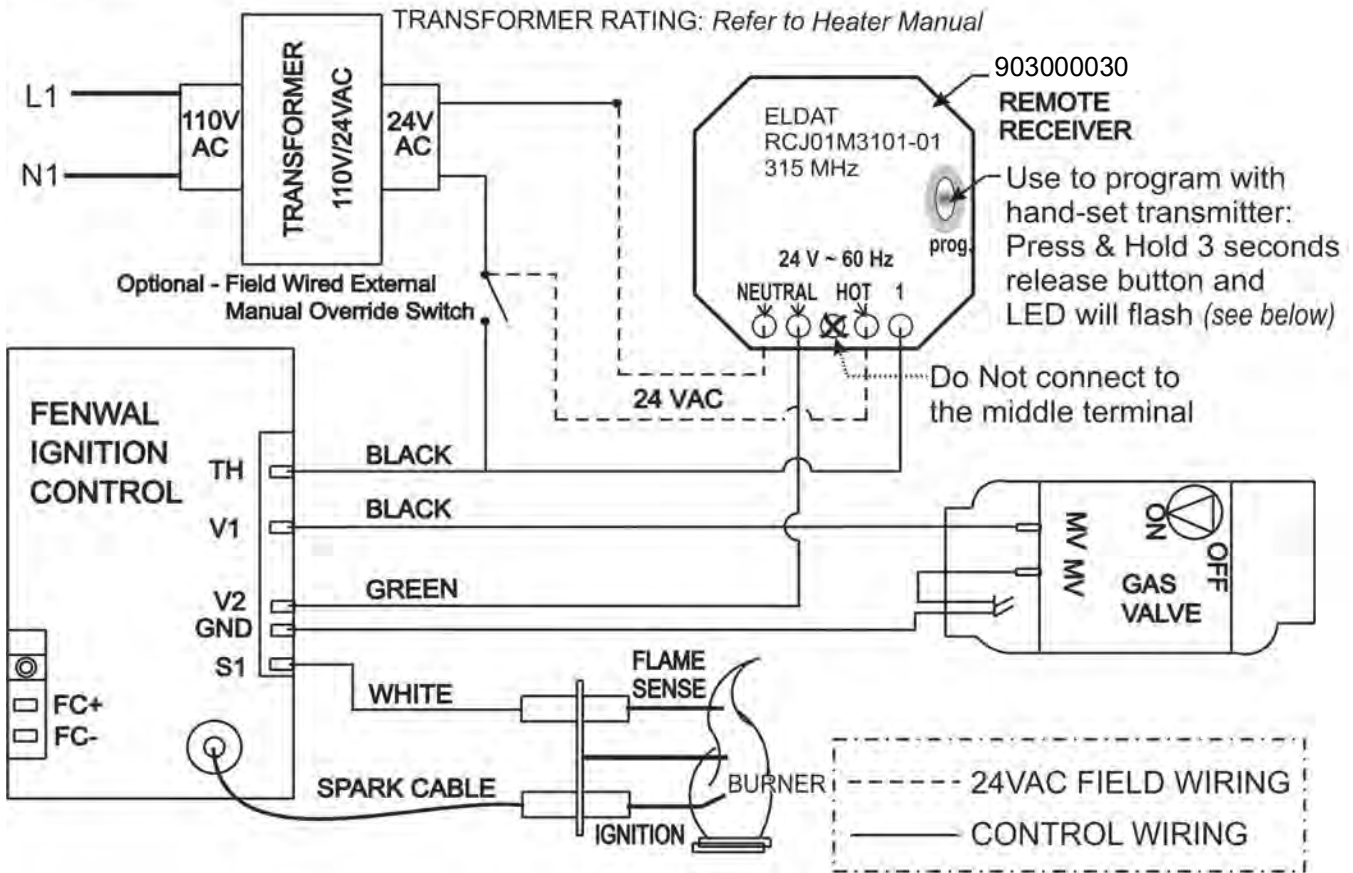 TRANSFORMER RATING: Refer to Heater Manual
L1
N1
110V
AC
TRANSFORMER
110V/24VAC
24V
AC
Optional - Field Wired External
Manual Override Switch
903000030
REMOTE
RECEIVER
ELDAT
RCJ01M3101-01
315 MHz
prog.
24 V ~ 60 Hz
NEUTRAL HOT 1
Use to program with
hand-set transmitter:
Press & Hold 3 seconds
release button and
LED will flash (see below)
24 VAC
Do Not connect to
the middle terminal
FENWAL
IGNITION
CONTROL
TH
BLACK
V1
BLACK
V2
GREEN
GND
S1
WHITE
FC+
FC-
SPARK CABLE
FLAME
SENSE
IGNITION
BURNER
MV MV
ON
OFF
GAS
VALVE
24VAC FIELD WIRING
CONTROL WIRING